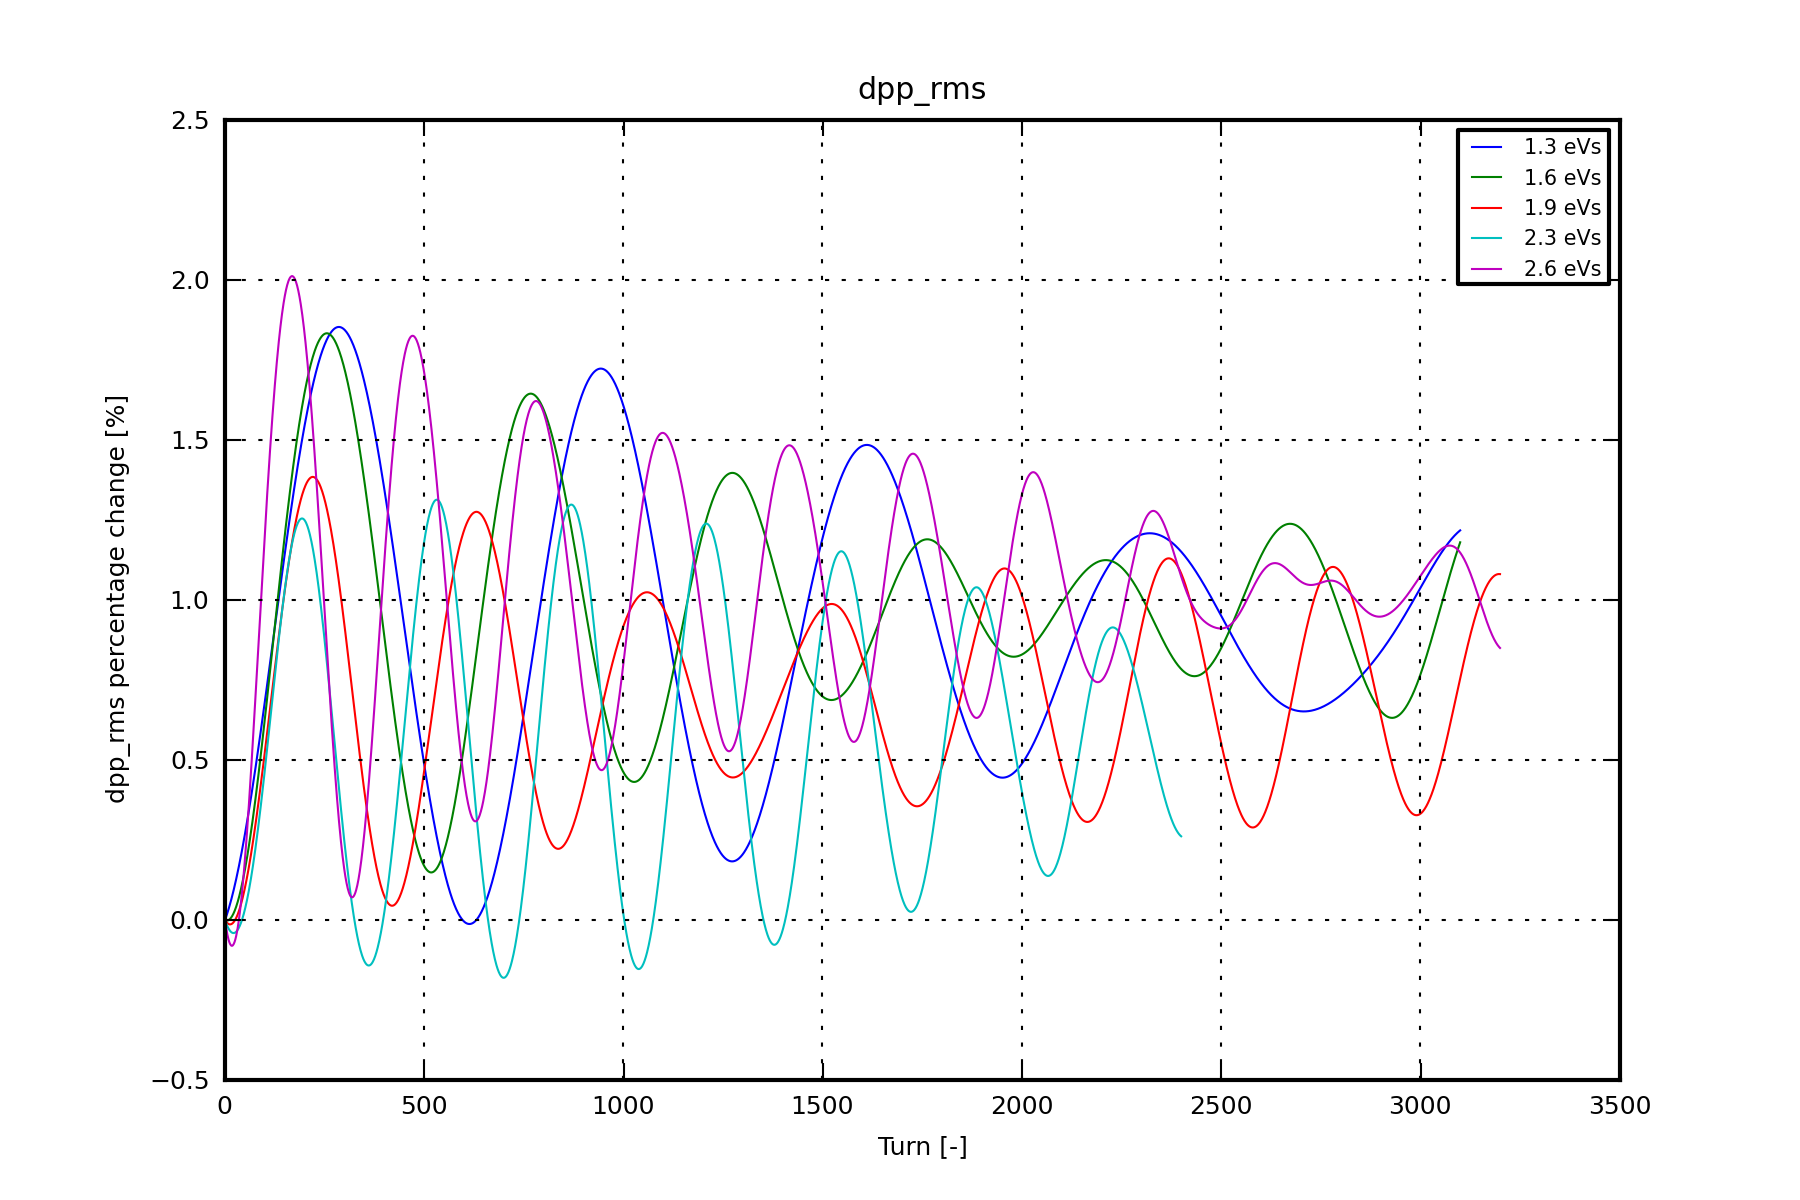 dpp_rms
2.5
2.0
1.5
1.0
0.5
0.0
−0.5
dpp_rms percentage change [%]
1.3 eVs
1.6 eVs
1.9 eVs
2.3 eVs
2.6 eVs
0 500 1000 1500 2000 2500 3000 3500
Turn [-]